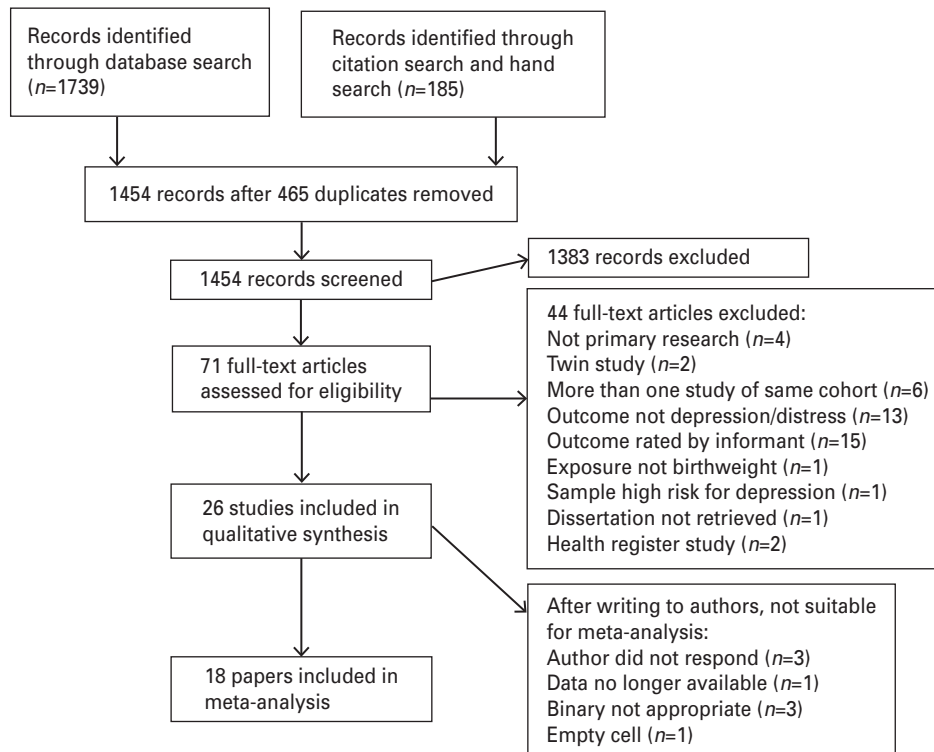 Records identified
through database search
(n=1739)
Records identified through
citation search and hand
search (n=185)
1454 records after 465 duplicates removed
1454 records screened
1383 records excluded
71 full-text articles
assessed for eligibility
44 full-text articles excluded:
Not primary research (n=4)
Twin study (n=2)
More than one study of same cohort (n=6)
Outcome not depression/distress (n=13)
Outcome rated by informant (n=15)
Exposure not birthweight (n=1)
Sample high risk for depression (n=1)
Dissertation not retrieved (n=1)
Health register study (n=2)
26 studies included in
qualitative synthesis
After writing to authors, not suitable
for meta-analysis:
Author did not respond (n=3)
Data no longer available (n=1)
Binary not appropriate (n=3)
Empty cell (n=1)
18 papers included in
meta-analysis